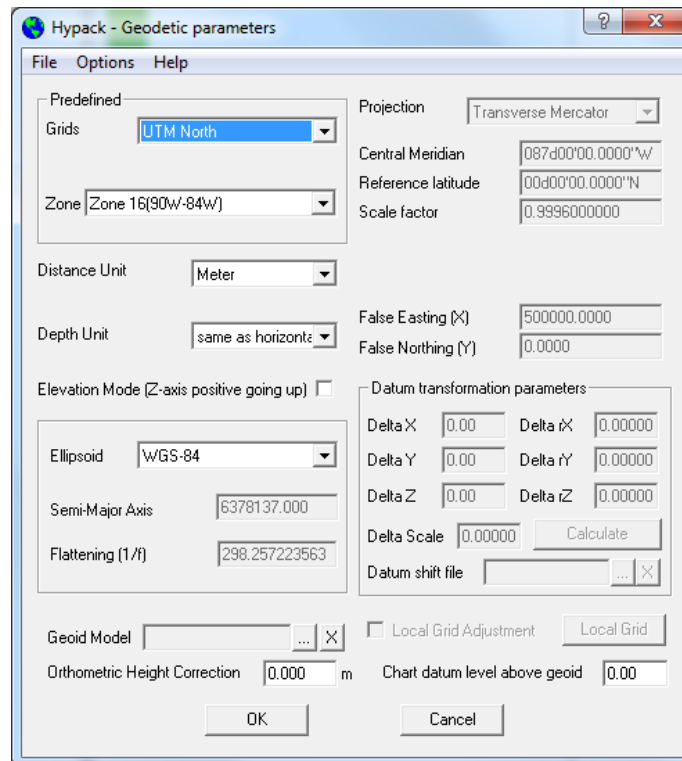 Hypack - Geodetic parameters
File Options Help
Predefined
Grids UTM North
Zone Zone 16(90W-84W)
Projection Transverse Mercator
Central Meridian 087d00'00.0000"W
Reference latitude 00d00'00.0000"N
Scale factor 0.9996000000
Distance Unit Meter
Depth Unit same as horizonta
False Easting (X) 500000.0000
False Northing (Y) 0.0000
Elevation Mode (Z-axis positive going up)
Ellipsoid WGS-84
Semi-Major Axis 6378137.000
Flattening (1/f) 298.257223563
Datum transformation parameters
Delta X 0.00 Delta rX 0.00000
Delta Y 0.00 Delta rY 0.00000
Delta Z 0.00 Delta rZ 0.00000
Delta Scale 0.00000 Calculate
Datum shift file ... X
Geoid Model ... X
Local Grid Adjustment Local Grid
Orthometric Height Correction 0.000 m
Chart datum level above geoid 0.00
OK Cancel